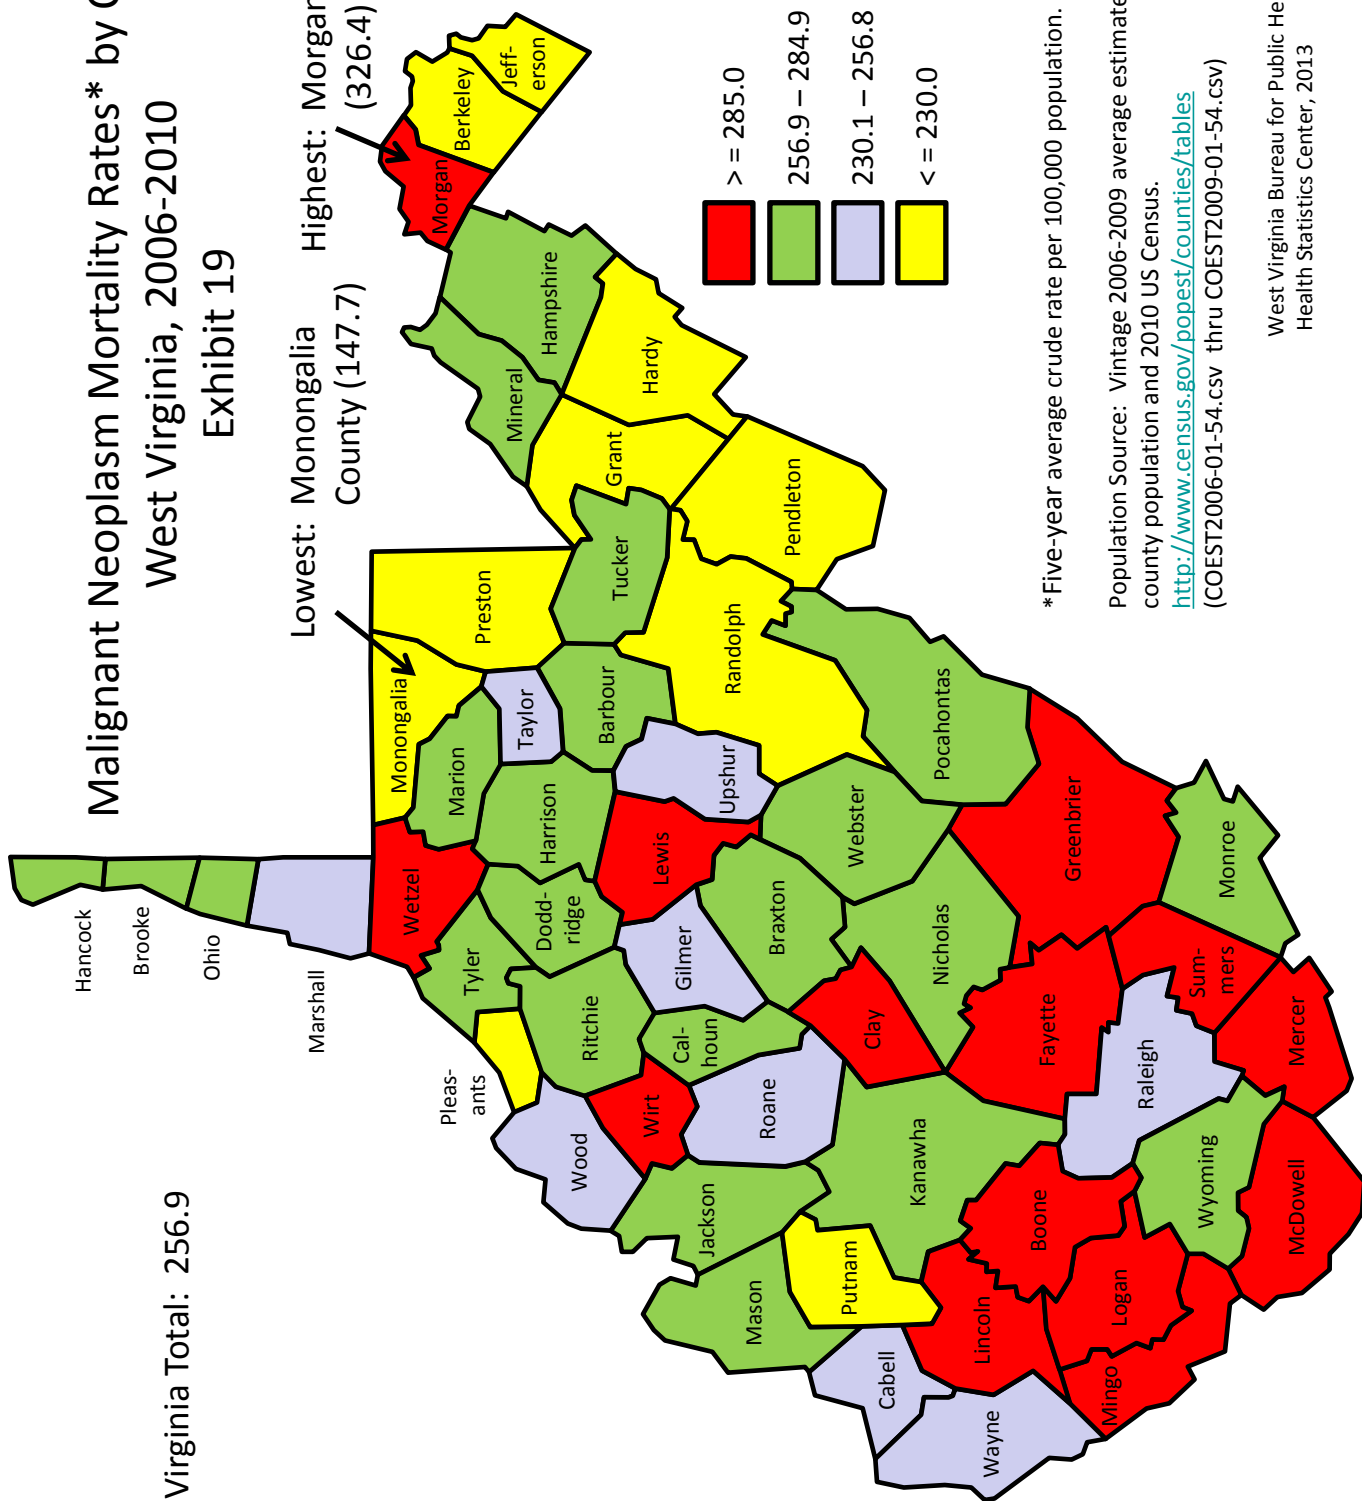 Malignant Neoplasm Mortality Rates* by C
West Virginia, 2006-2010
Exhibit 19
Virginia Total: 256.9
Lowest: Monongalia
County (147.7)
Highest: Morgan
(326.4)
Hancock
Brooke
Ohio
Marshall
Wetzel
Monongalia
Preston
Marion
Taylor
Tyler
Dodd-
ridge
Harrison
Barbour
Tucker
Pleas-
ants
Ritchie
Wood
Wirt
Cal-
houn
Gilmer
Lewis
Upshur
Randolph
Grant
Mineral
Hampshire
Hardy
Morgan
Berkeley
Jeff-
erson
Pendleton
Jackson
Roane
Braxton
Webster
Pocahontas
Mason
Putnam
Kanawha
Clay
Nicholas
Greenbrier
Cabell
Wayne
Lincoln
Boone
Fayette
Logan
Mingo
Raleigh
Sum-
mers
Monroe
Wyoming
Mercer
McDowell
> = 285.0
256.9 – 284.9
230.1 – 256.8
< = 230.0
*Five-year average crude rate per 100,000 population.
Population Source: Vintage 2006-2009 average estimate
county population and 2010 US Census.
http://www.census.gov/popest/counties/tables
(COEST2006-01-54.csv thru COEST2009-01-54.csv)
West Virginia Bureau for Public He
Health Statistics Center, 2013